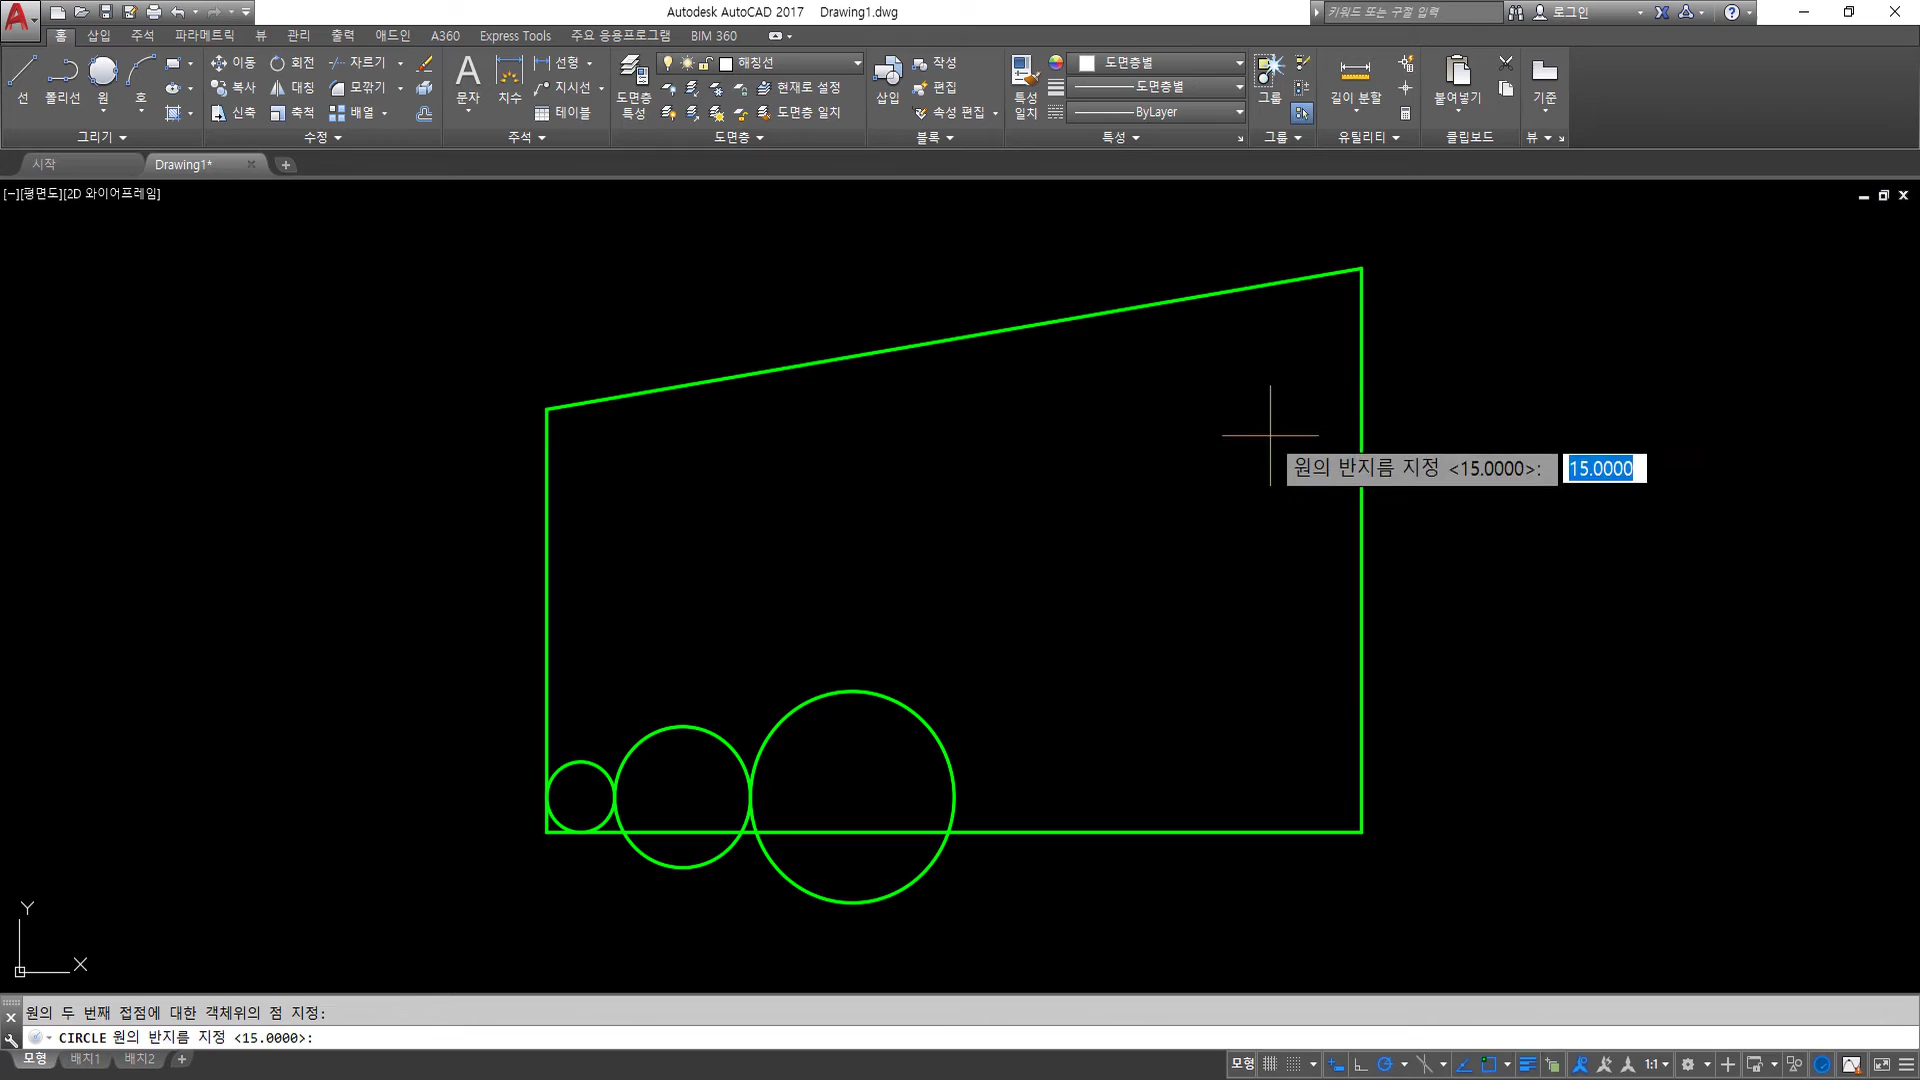 Autodesk AutoCAD 2017 Drawing1.dwg
키워드 또는 구절 입력
로그인
홈 삽입 주석 파라메트릭 뷰 관리 출력 애드인 A360 Express Tools 주요 응용프로그램 BIM 360
선 폴리선 원 호
그리기
이동 회전 자르기
복사 대칭 모깎기
신축 축척 배열
수정
문자 치수
선형
지시선
테이블
주석
도면층 특성
해칭선
현재로 설정
도면층 일치
도면층
삽입
작성
편집
속성 편집
블록
특성 일치
도면층별
도면층별
ByLayer
특성
그룹
그룹
길이 분할
유틸리티
붙여넣기
클립보드
기준
뷰
시작 Drawing1*
[−][평면도][2D 와이어프레임]
원의 반지름 지정 <15.0000>: 15.0000
Y
X
원의 두 번째 접점에 대한 객체위의 점 지정:
CIRCLE 원의 반지름 지정 <15.0000>:
모형 배치1 배치2
모형 1:1